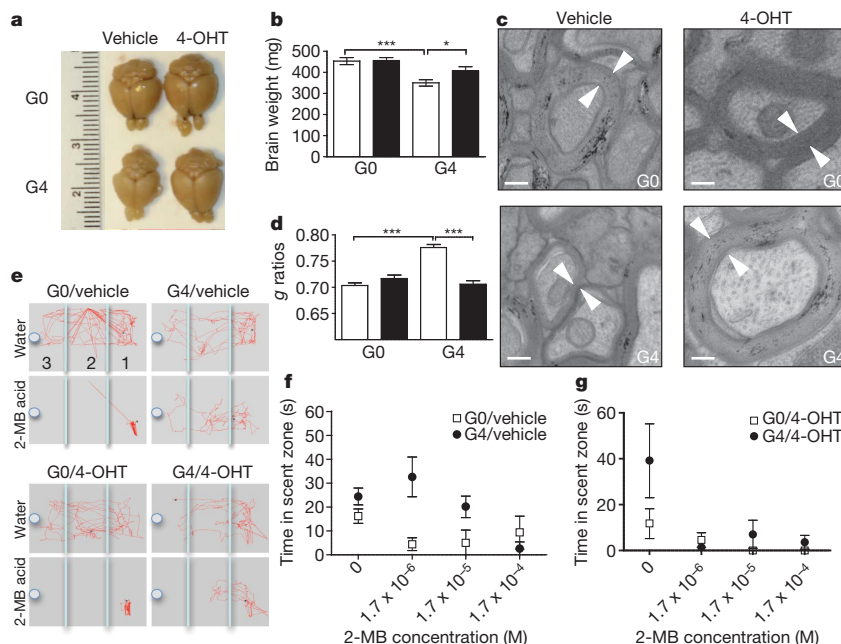 a
Vehicle 4-OHT
G0
G4
4
3
2
b
Brain weight (mg)
500
400
300
200
100
0
*** *
G0 G4
c
Vehicle 4-OHT
G0 G0
G4 G4
d
g ratios
0.80
0.75
0.70
0.65
*** ***
G0 G4
e
G0/vehicle G4/vehicle
Water
3 2 1
2-MB acid
G0/4-OHT G4/4-OHT
Water
2-MB acid
f
Time in scent zone (s)
60
50
40
30
20
10
0
G0/vehicle
G4/vehicle
0 1.7 x 10⁻⁶ 1.7 x 10⁻⁵ 1.7 x 10⁻⁴
g
Time in scent zone (s)
60
40
20
0
G0/4-OHT
G4/4-OHT
0 1.7 x 10⁻⁶ 1.7 x 10⁻⁵ 1.7 x 10⁻⁴
2-MB concentration (M)